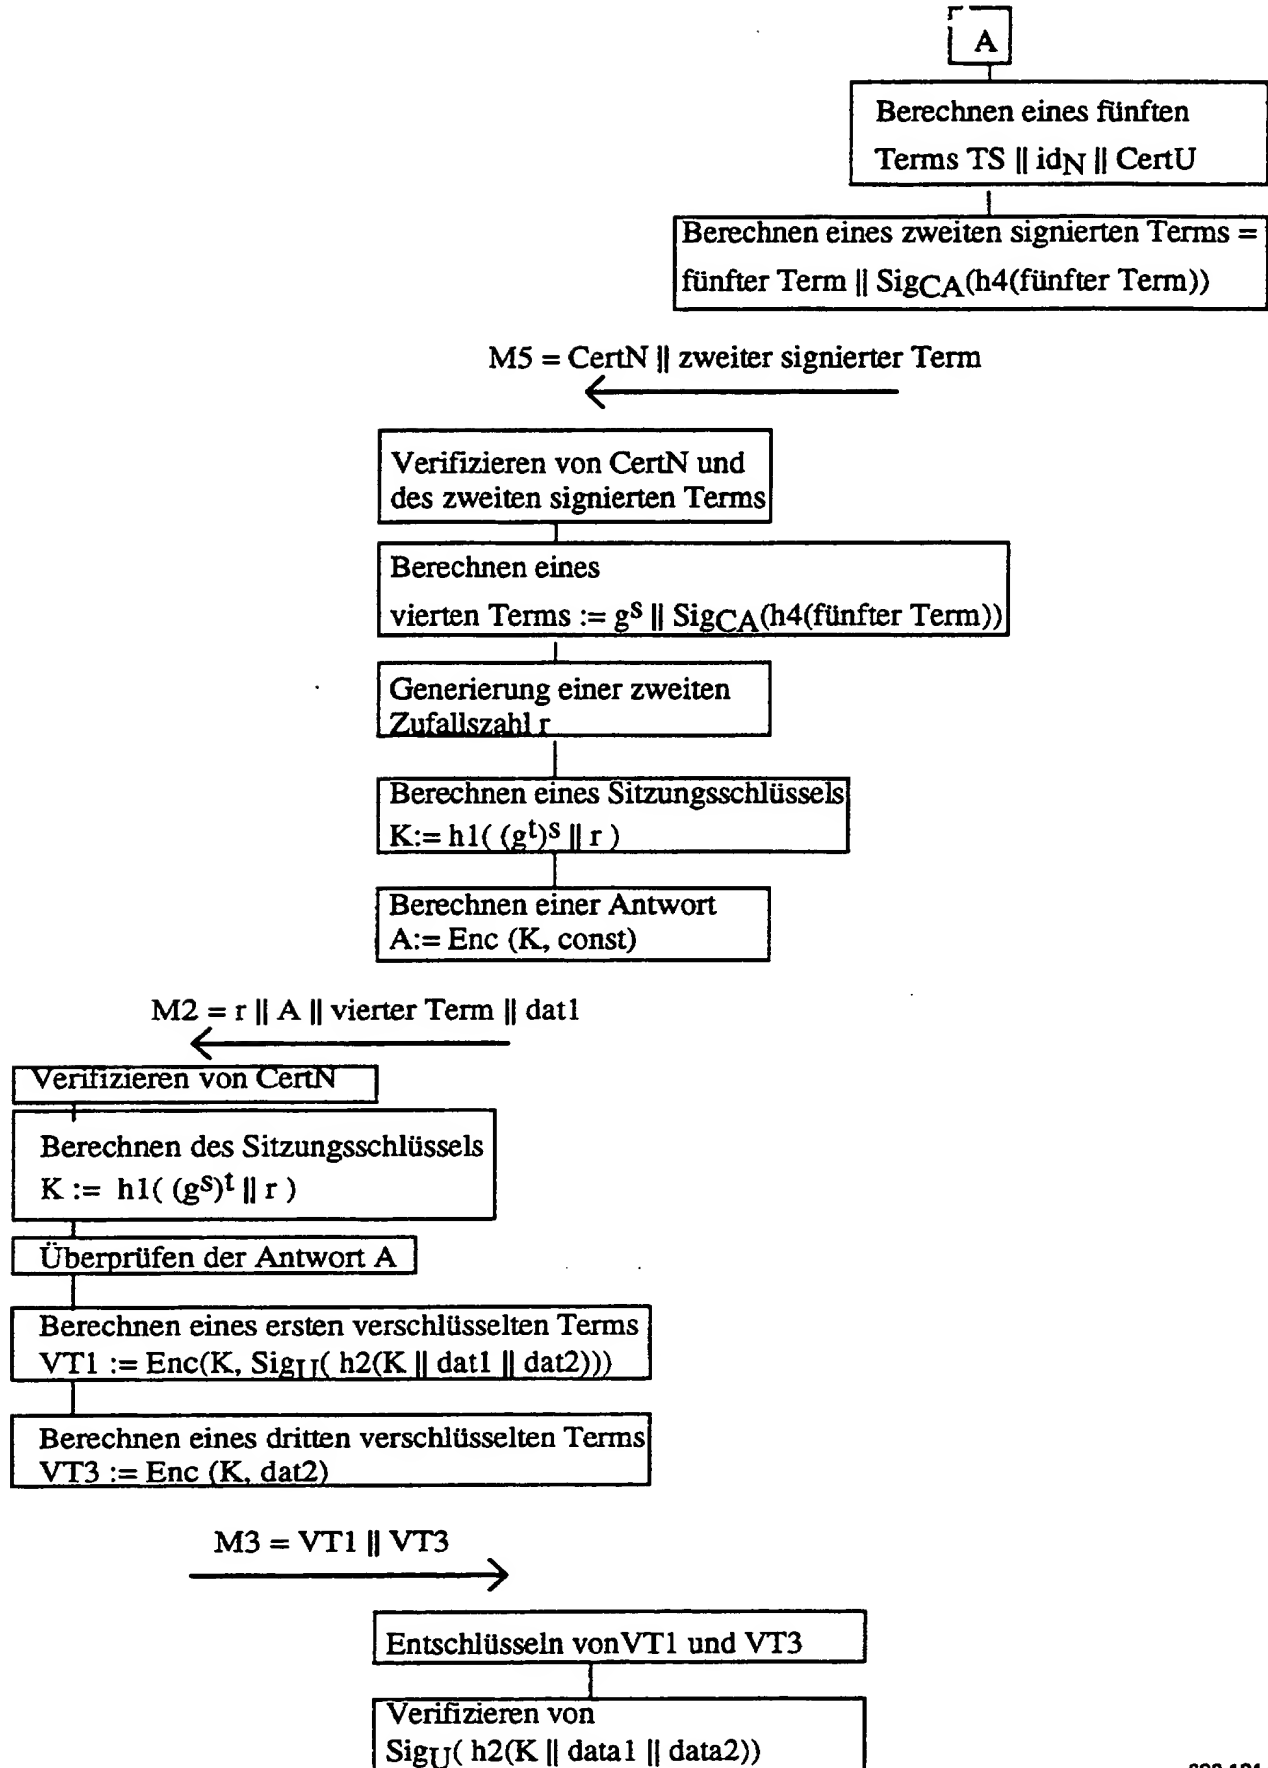 A
Berechnen eines fünften
Terms TS || idN || CertU
Berechnen eines zweiten signierten Terms =
fünfter Term || SigCA(h4(fünfter Term))
M5 = CertN || zweiter signierter Term
Verifizieren von CertN und
des zweiten signierten Terms
Berechnen eines
vierten Terms := gs || SigCA(h4(fünfter Term))
Generierung einer zweiten
Zufallszahl r
Berechnen eines Sitzungsschlüssels
K:= h1( (gt)s || r )
Berechnen einer Antwort
A:= Enc (K, const)
M2 = r || A || vierter Term || dat1
Verifizieren von CertN
Berechnen des Sitzungsschlüssels
K := h1( (gs)t || r )
Überprüfen der Antwort A
Berechnen eines ersten verschlüsselten Terms
VT1 := Enc(K, SigU( h2(K || dat1 || dat2)))
Berechnen eines dritten verschlüsselten Terms
VT3 := Enc (K, dat2)
M3 = VT1 || VT3
Entschlüsseln vonVT1 und VT3
Verifizieren von
SigU( h2(K || data1 || data2))